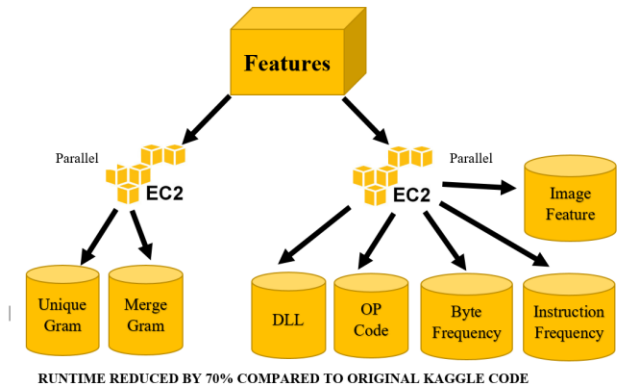 Features
Parallel
EC2
Parallel
EC2
Image
Feature
Unique
Gram
Merge
Gram
DLL
OP
Code
Byte
Frequency
Instruction
Frequency
RUNTIME REDUCED BY 70% COMPARED TO ORIGINAL KAGGLE CODE